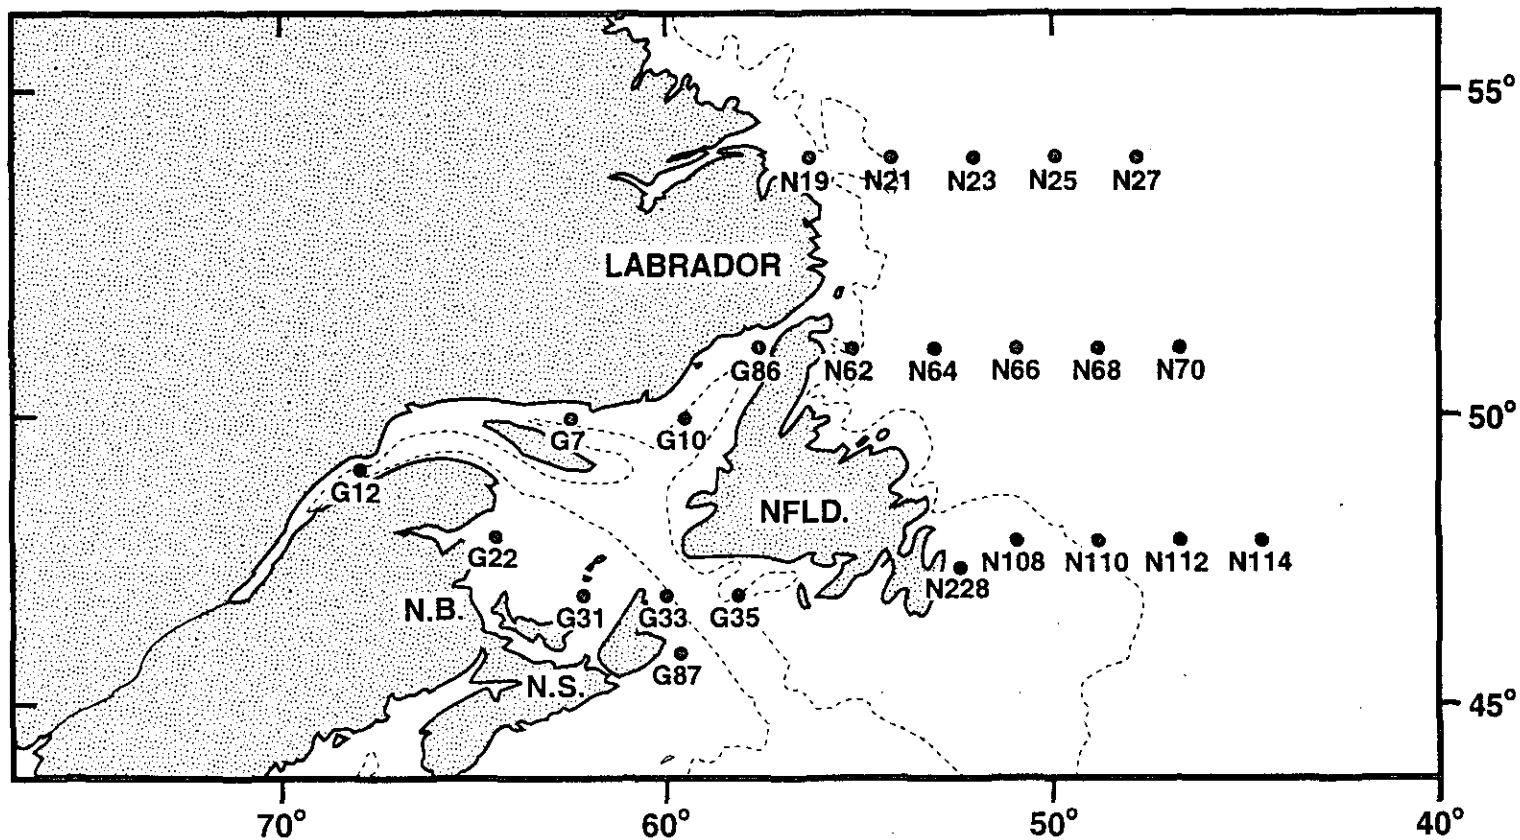 55°
N19 N21 N23 N25 N27
LABRADOR
G86 N62 N64 N66 N68 N70
50°
G7 G10
G12
NFLD.
G22 N108 N110 N112 N114
N228
N.B. G31 G33 G35
G87
N.S.
45°
70° 60° 50° 40°